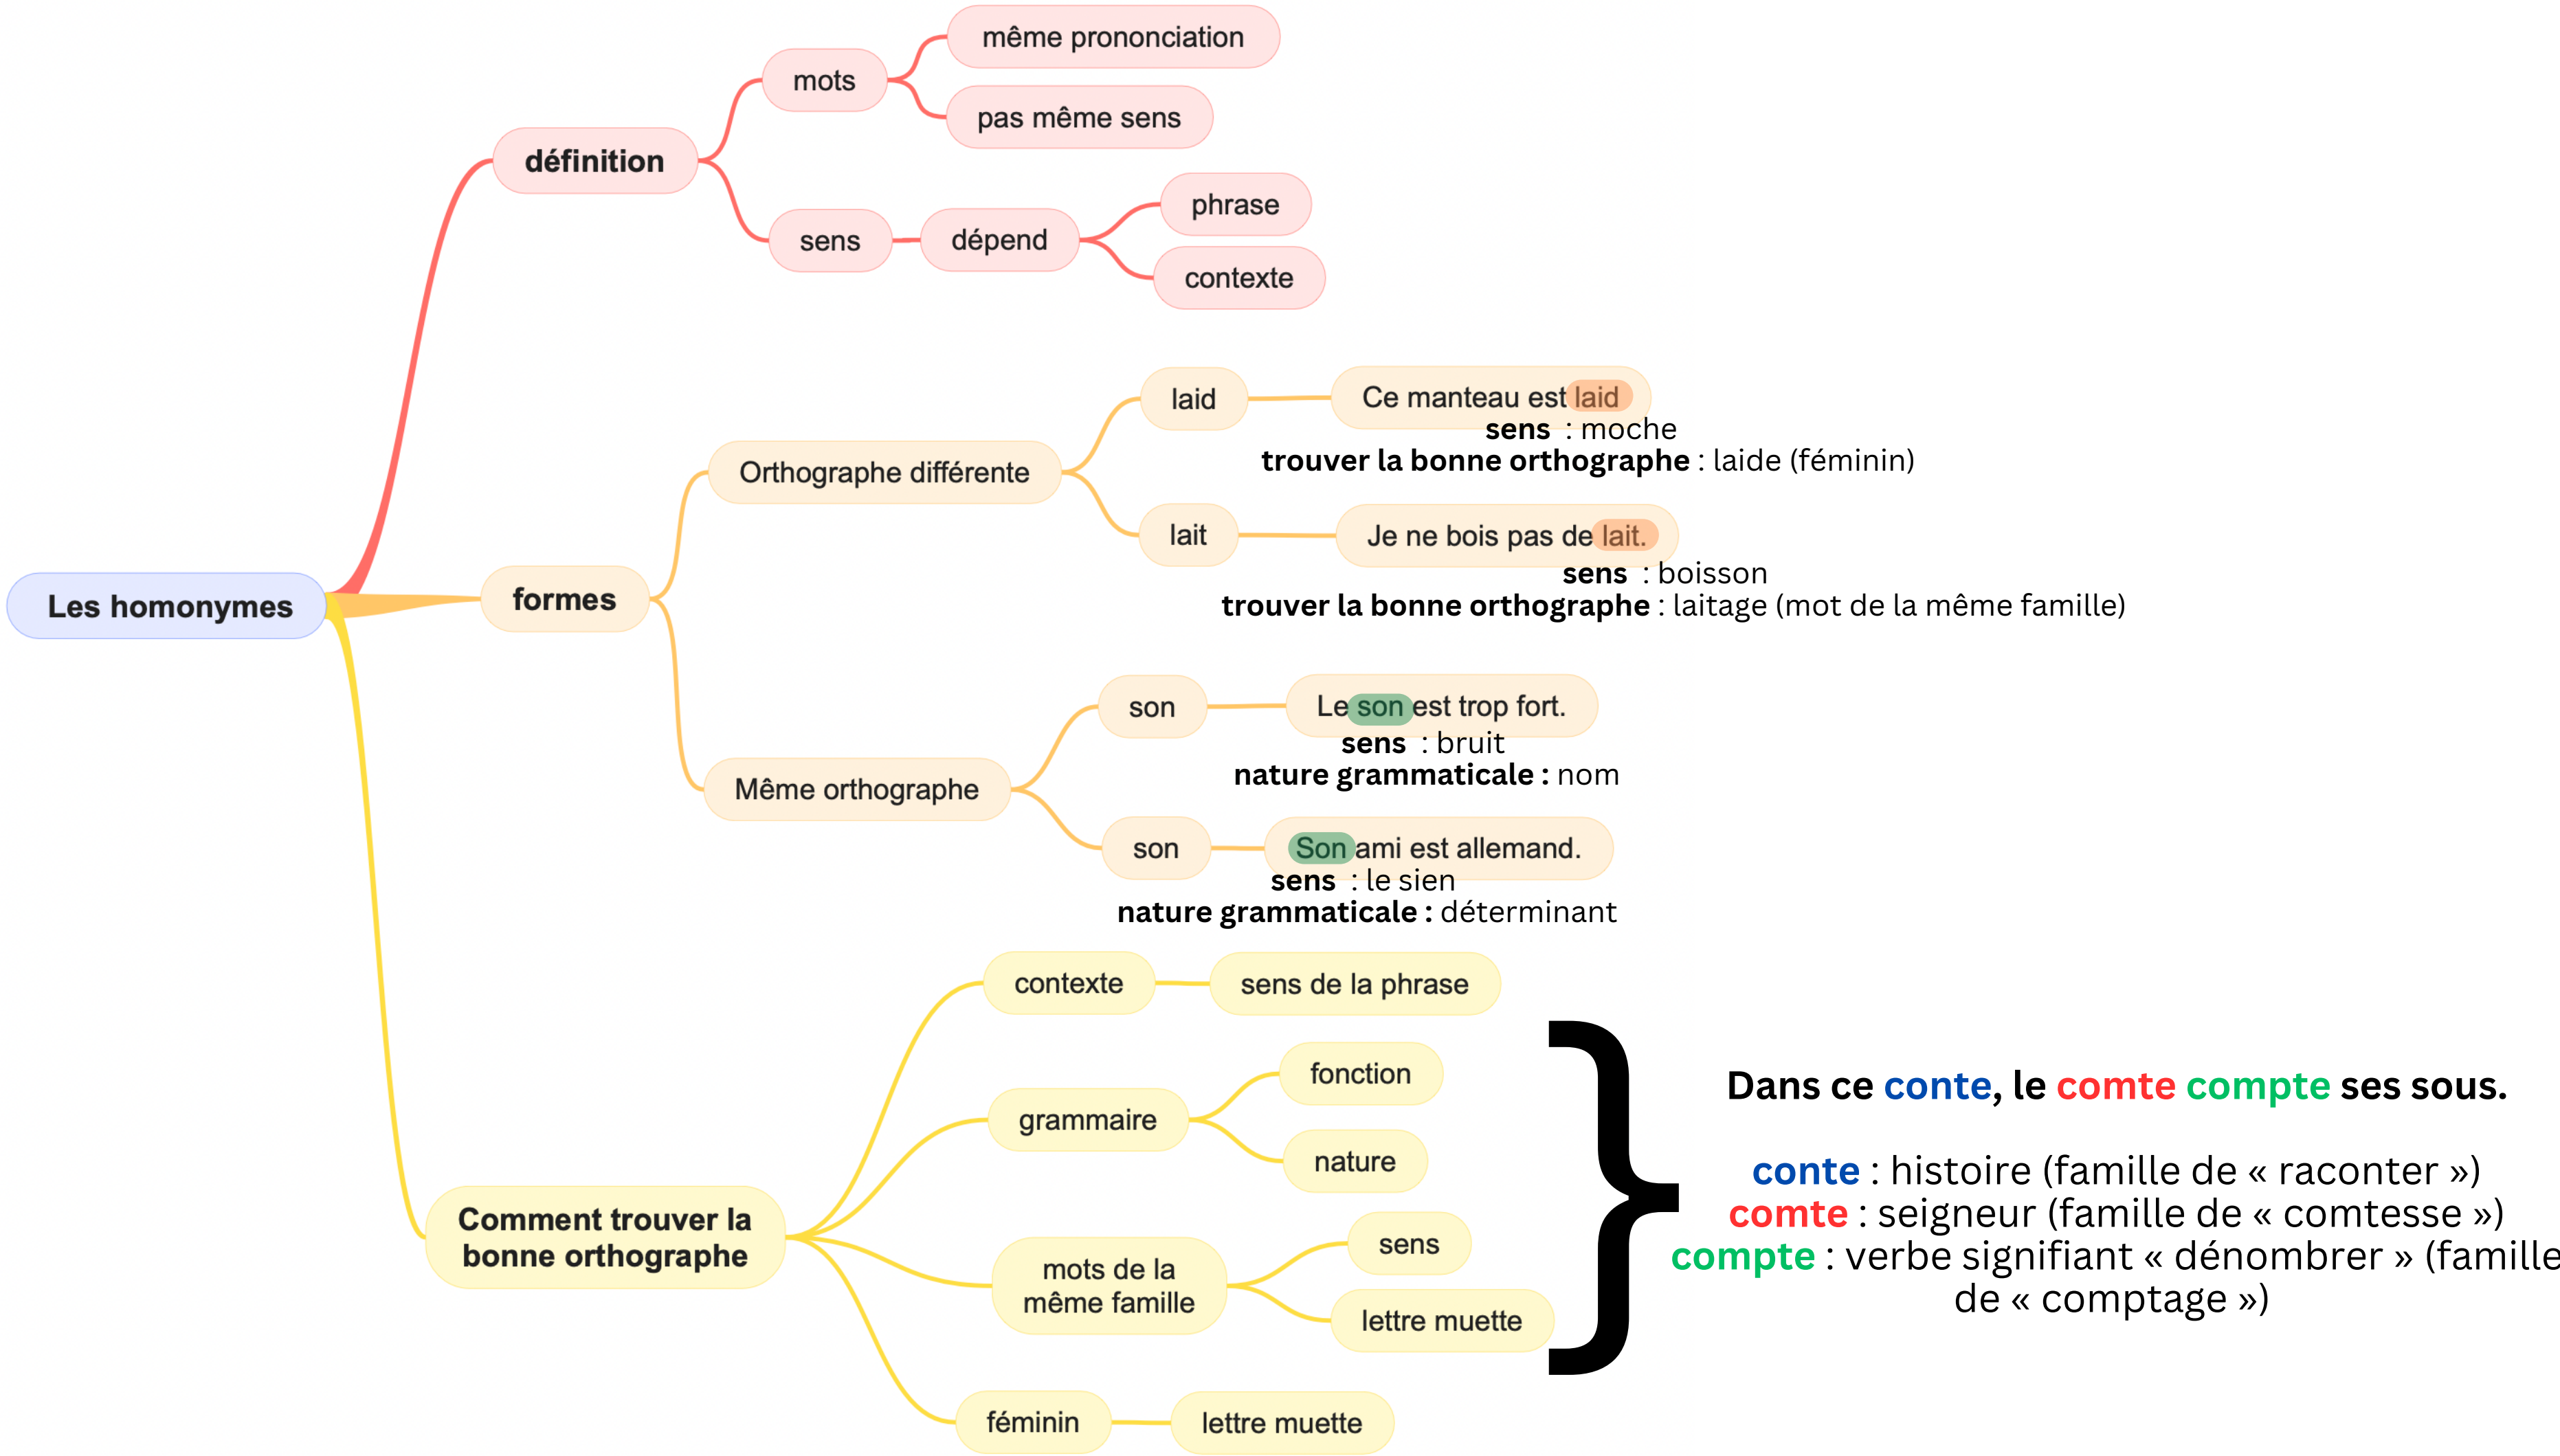 Les homonymes
définition
mots
même prononciation
pas même sens
sens
dépend
phrase
contexte
formes
Orthographe différente
laid
Ce manteau est laid
sens : moche
trouver la bonne orthographe : laide (féminin)
lait
Je ne bois pas de lait.
sens : boisson
trouver la bonne orthographe : laitage (mot de la même famille)
Même orthographe
son
Le son est trop fort.
sens : bruit
nature grammaticale : nom
son
Son ami est allemand.
sens : le sien
nature grammaticale : déterminant
Comment trouver la
bonne orthographe
contexte
sens de la phrase
grammaire
fonction
nature
mots de la
même famille
sens
lettre muette
féminin
lettre muette
}
Dans ce conte, le comte compte ses sous.
conte : histoire (famille de « raconter »)
comte : seigneur (famille de « comtesse »)
compte : verbe signifiant « dénombrer » (famille
de « comptage »)